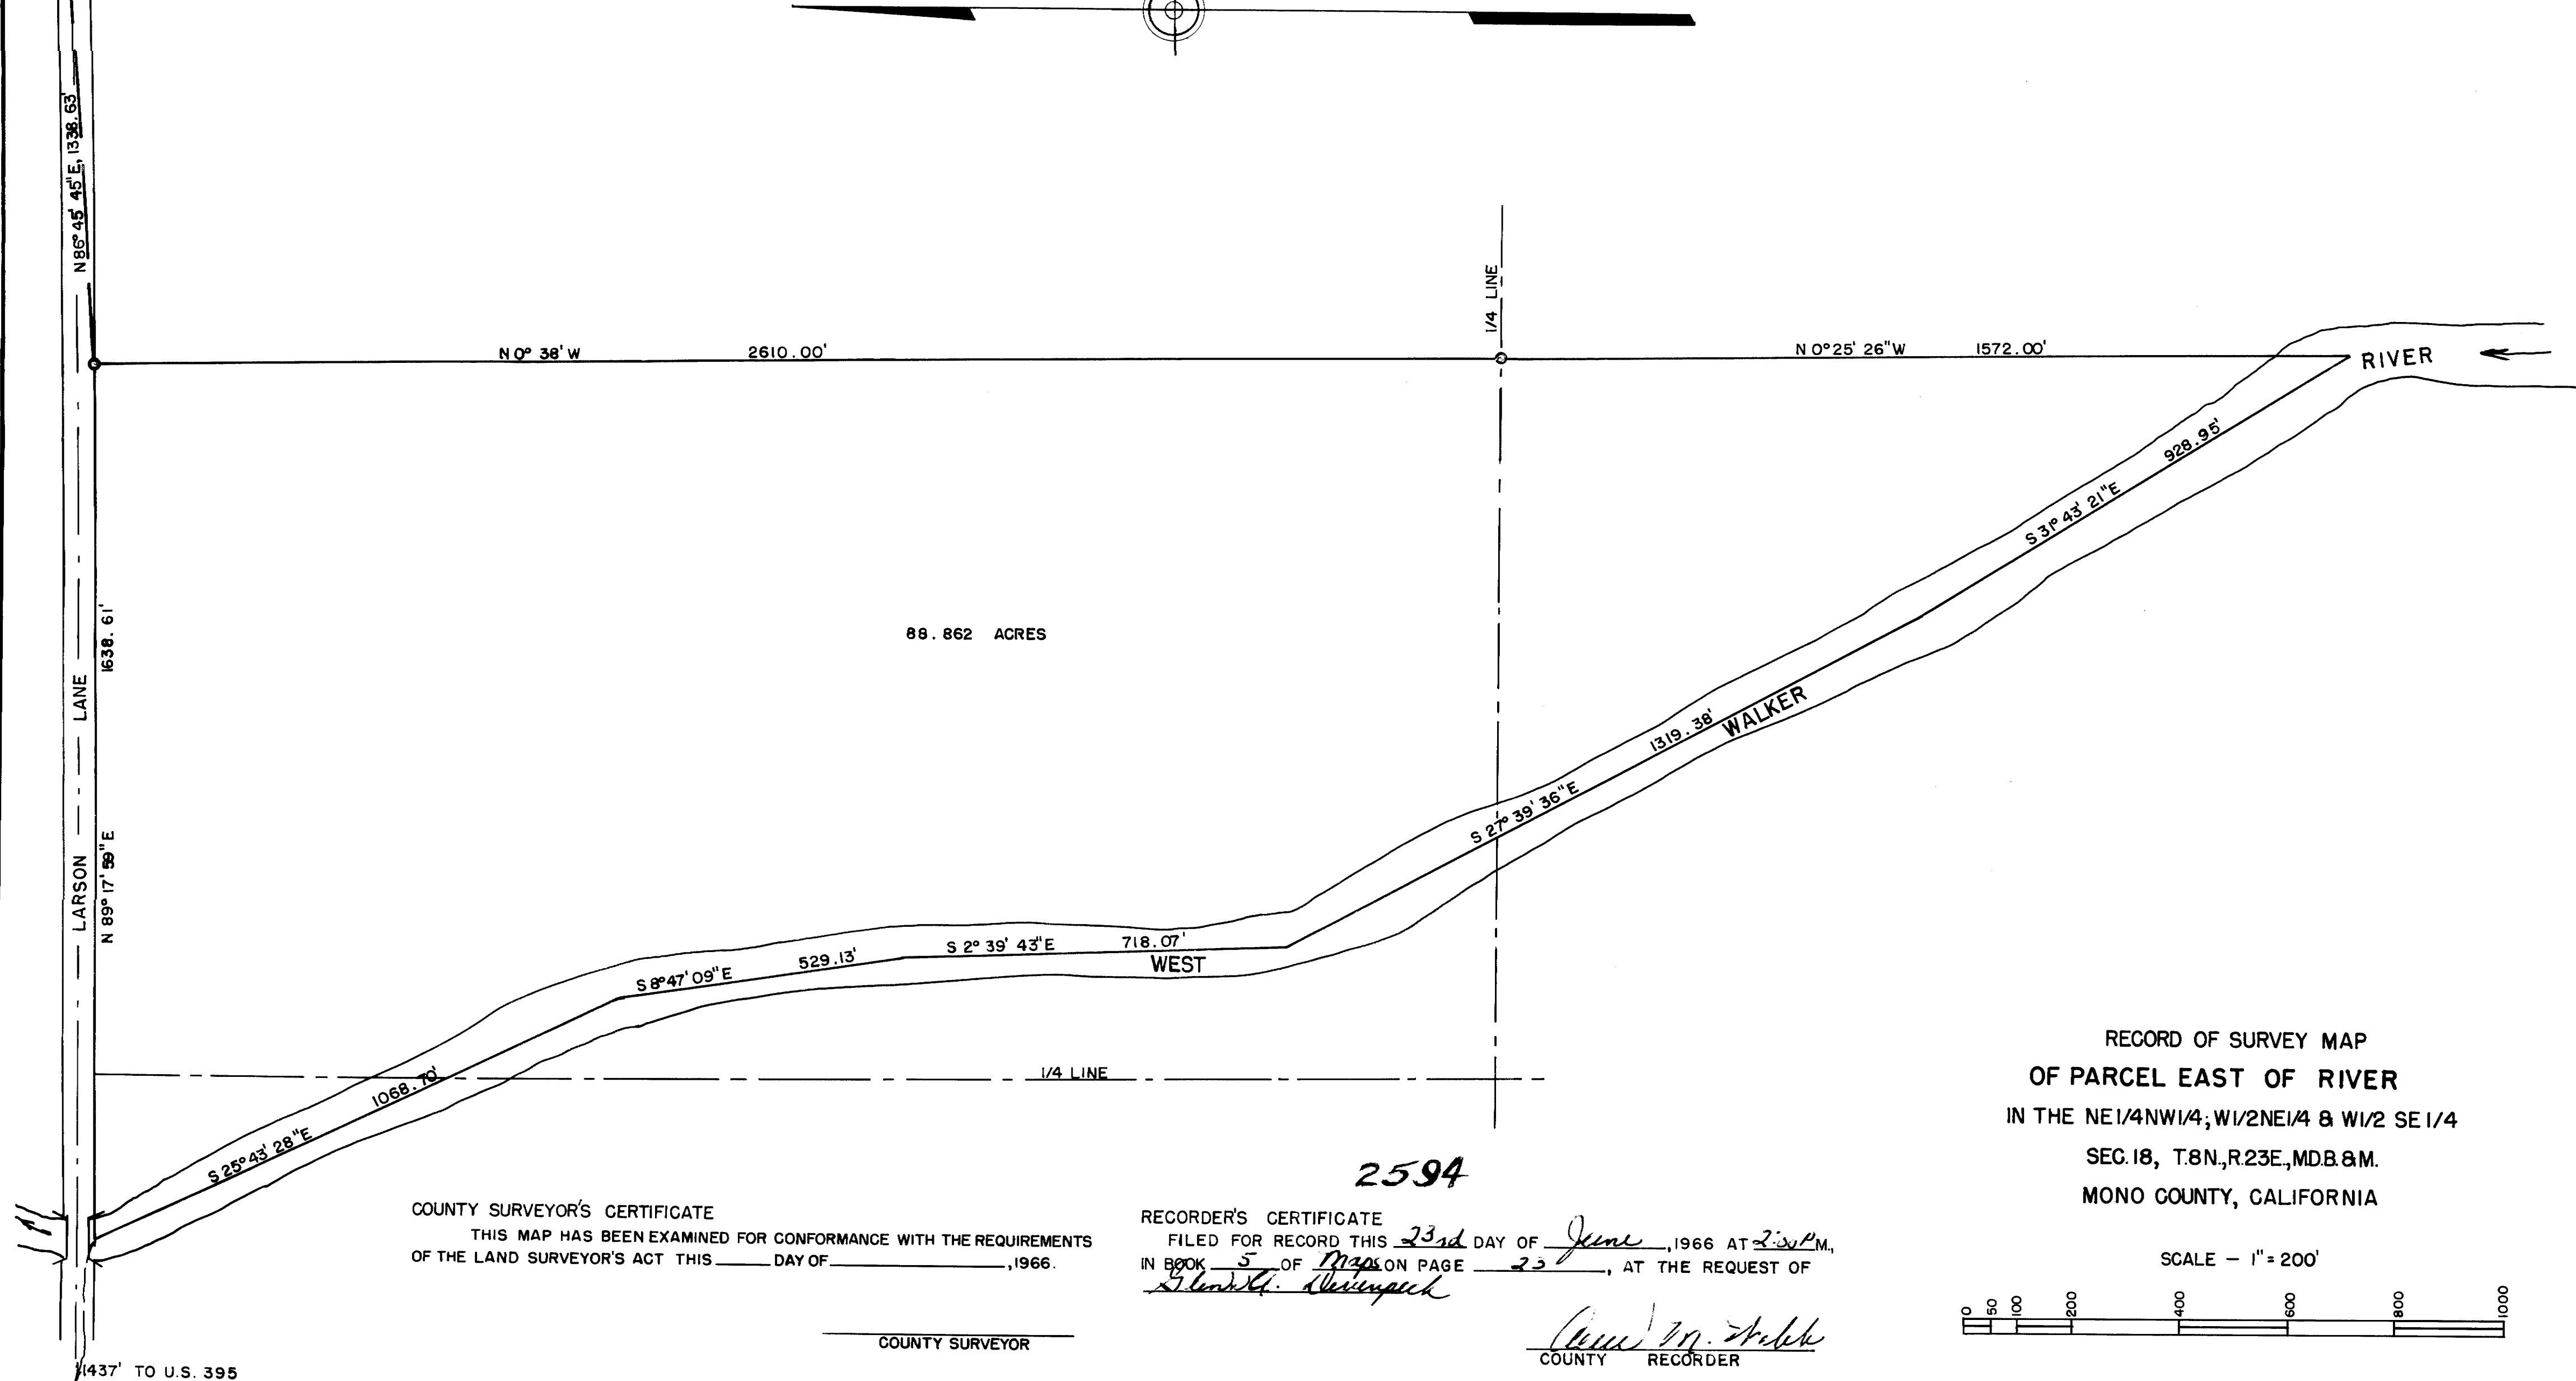 N 86° 45' 45" E, 1338.63'
1/4 LINE
N 0° 38' W 2610.00'
N 0° 25' 26" W 1572.00'
RIVER
928.95'
S 31° 43' 21" E
88.862 ACRES
1638.61'
LARSON LANE
N 89° 17' 59" E
1319.38'
WALKER
S 27° 39' 36" E
S 2° 39' 43" E 718.07'
WEST
S 8° 47' 09" E 529.13'
1/4 LINE
1068.70'
S 25° 43' 28" E
RECORD OF SURVEY MAP
OF PARCEL EAST OF RIVER
IN THE NE1/4NW1/4; W1/2NE1/4 & W1/2 SE1/4
SEC. 18, T.8N., R.23E., M.D.B.&M.
MONO COUNTY, CALIFORNIA
SCALE - 1" = 200'
0 50 100 200 400 600 800 1000
2594
COUNTY SURVEYOR'S CERTIFICATE
THIS MAP HAS BEEN EXAMINED FOR CONFORMANCE WITH THE REQUIREMENTS
OF THE LAND SURVEYOR'S ACT THIS DAY OF , 1966.
COUNTY SURVEYOR
RECORDER'S CERTIFICATE
FILED FOR RECORD THIS 23rd DAY OF June, 1966 AT P M.,
IN BOOK 5 OF Maps ON PAGE 23, AT THE REQUEST OF
Devenpeck
M. Webb
COUNTY RECORDER
1437' TO U.S. 395